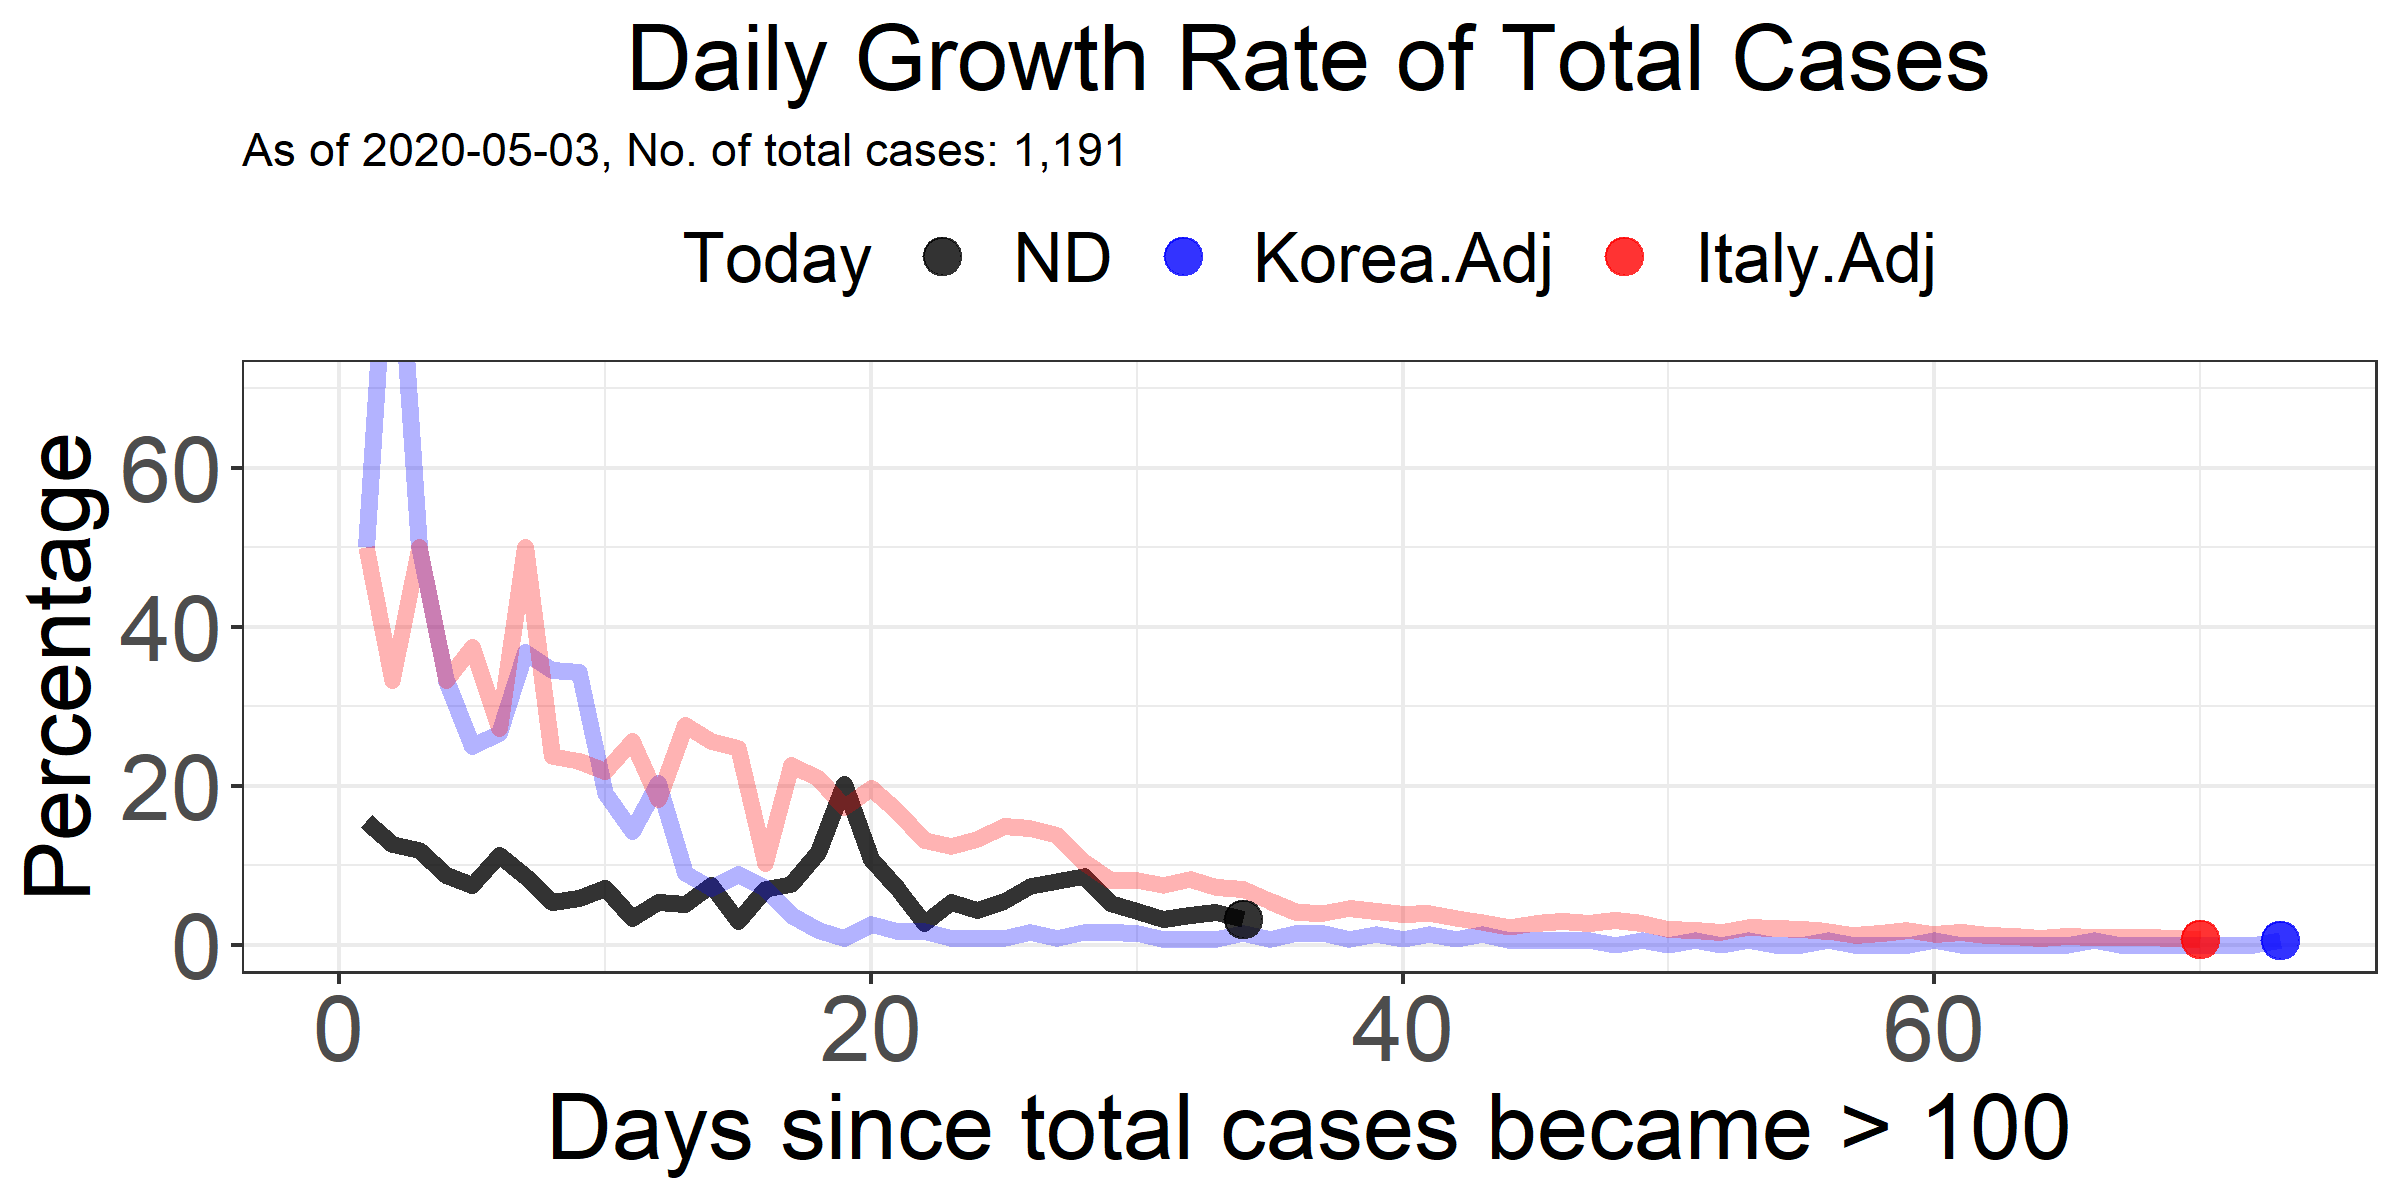 Daily Growth Rate of Total Cases
As of 2020-05-03, No. of total cases: 1,191
Today ND Korea.Adj Italy.Adj
Percentage
60
40
20
0
0 20 40 60
Days since total cases became > 100